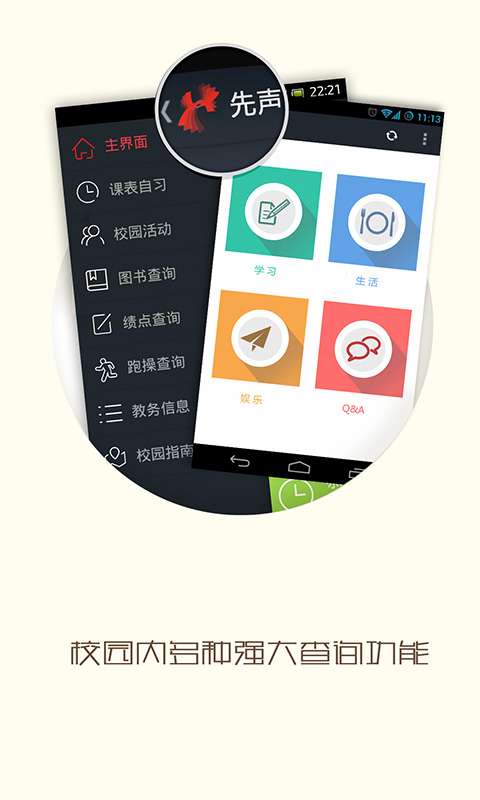 先声
22:21
11:13
主界面
课表自习
校园活动
图书查询
绩点查询
跑操查询
教务信息
校园指南
学习
生活
娱乐
Q&A
校园内多种强大查询功能